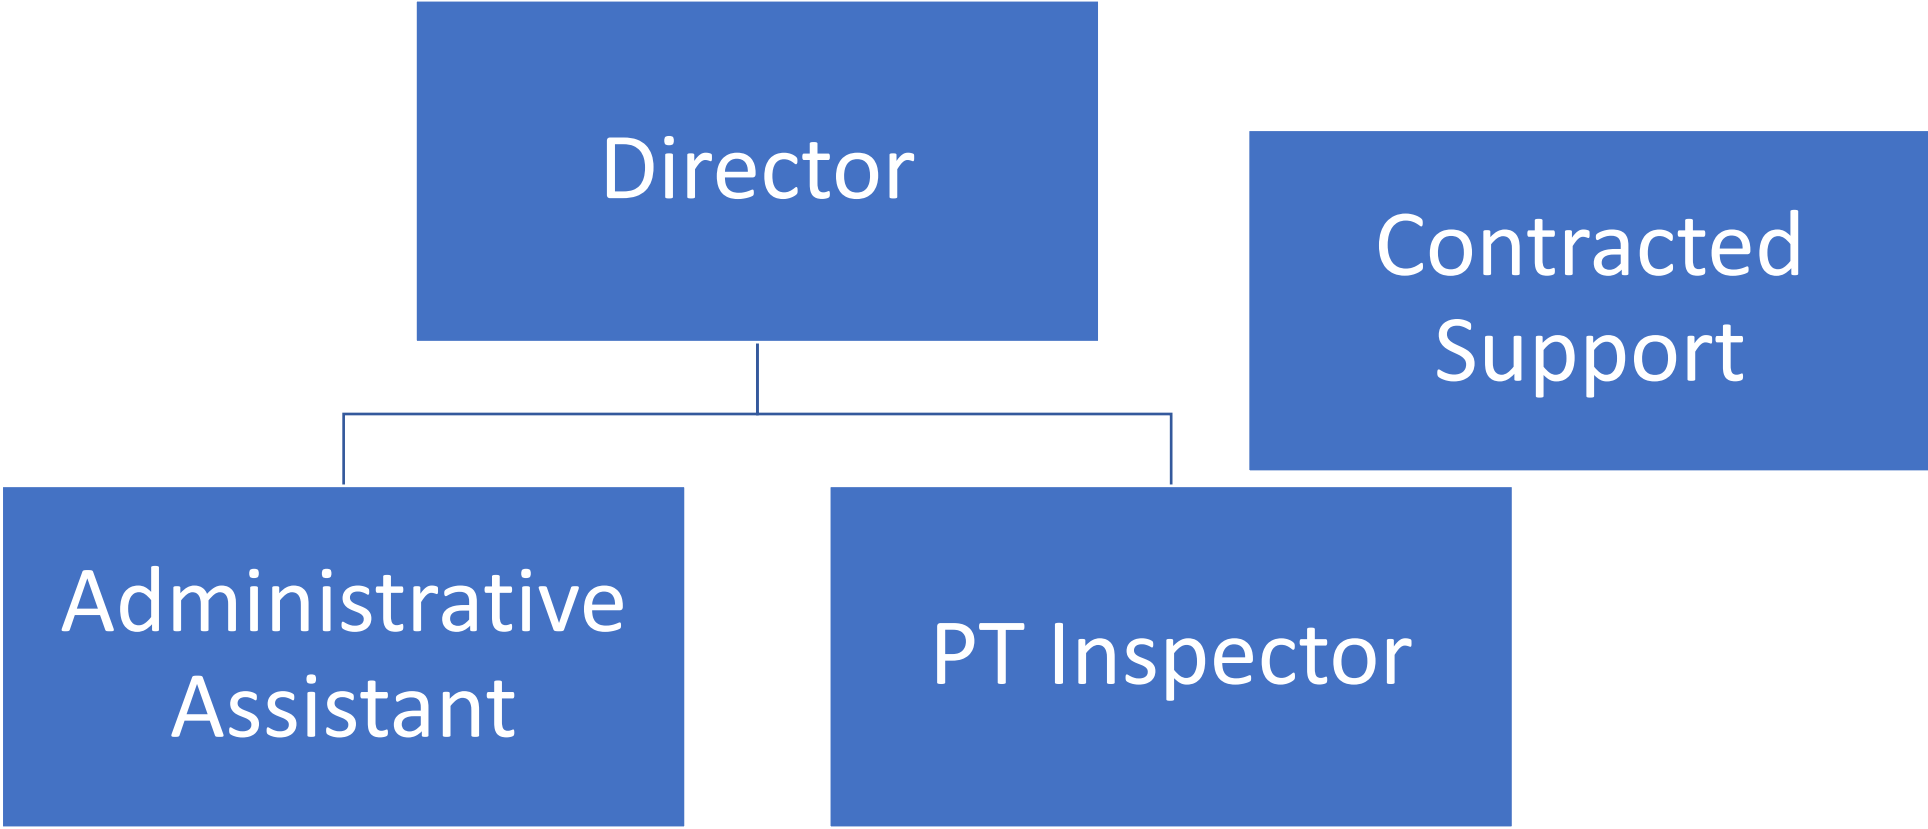 Director
Contracted
Support
Administrative
Assistant
PT Inspector